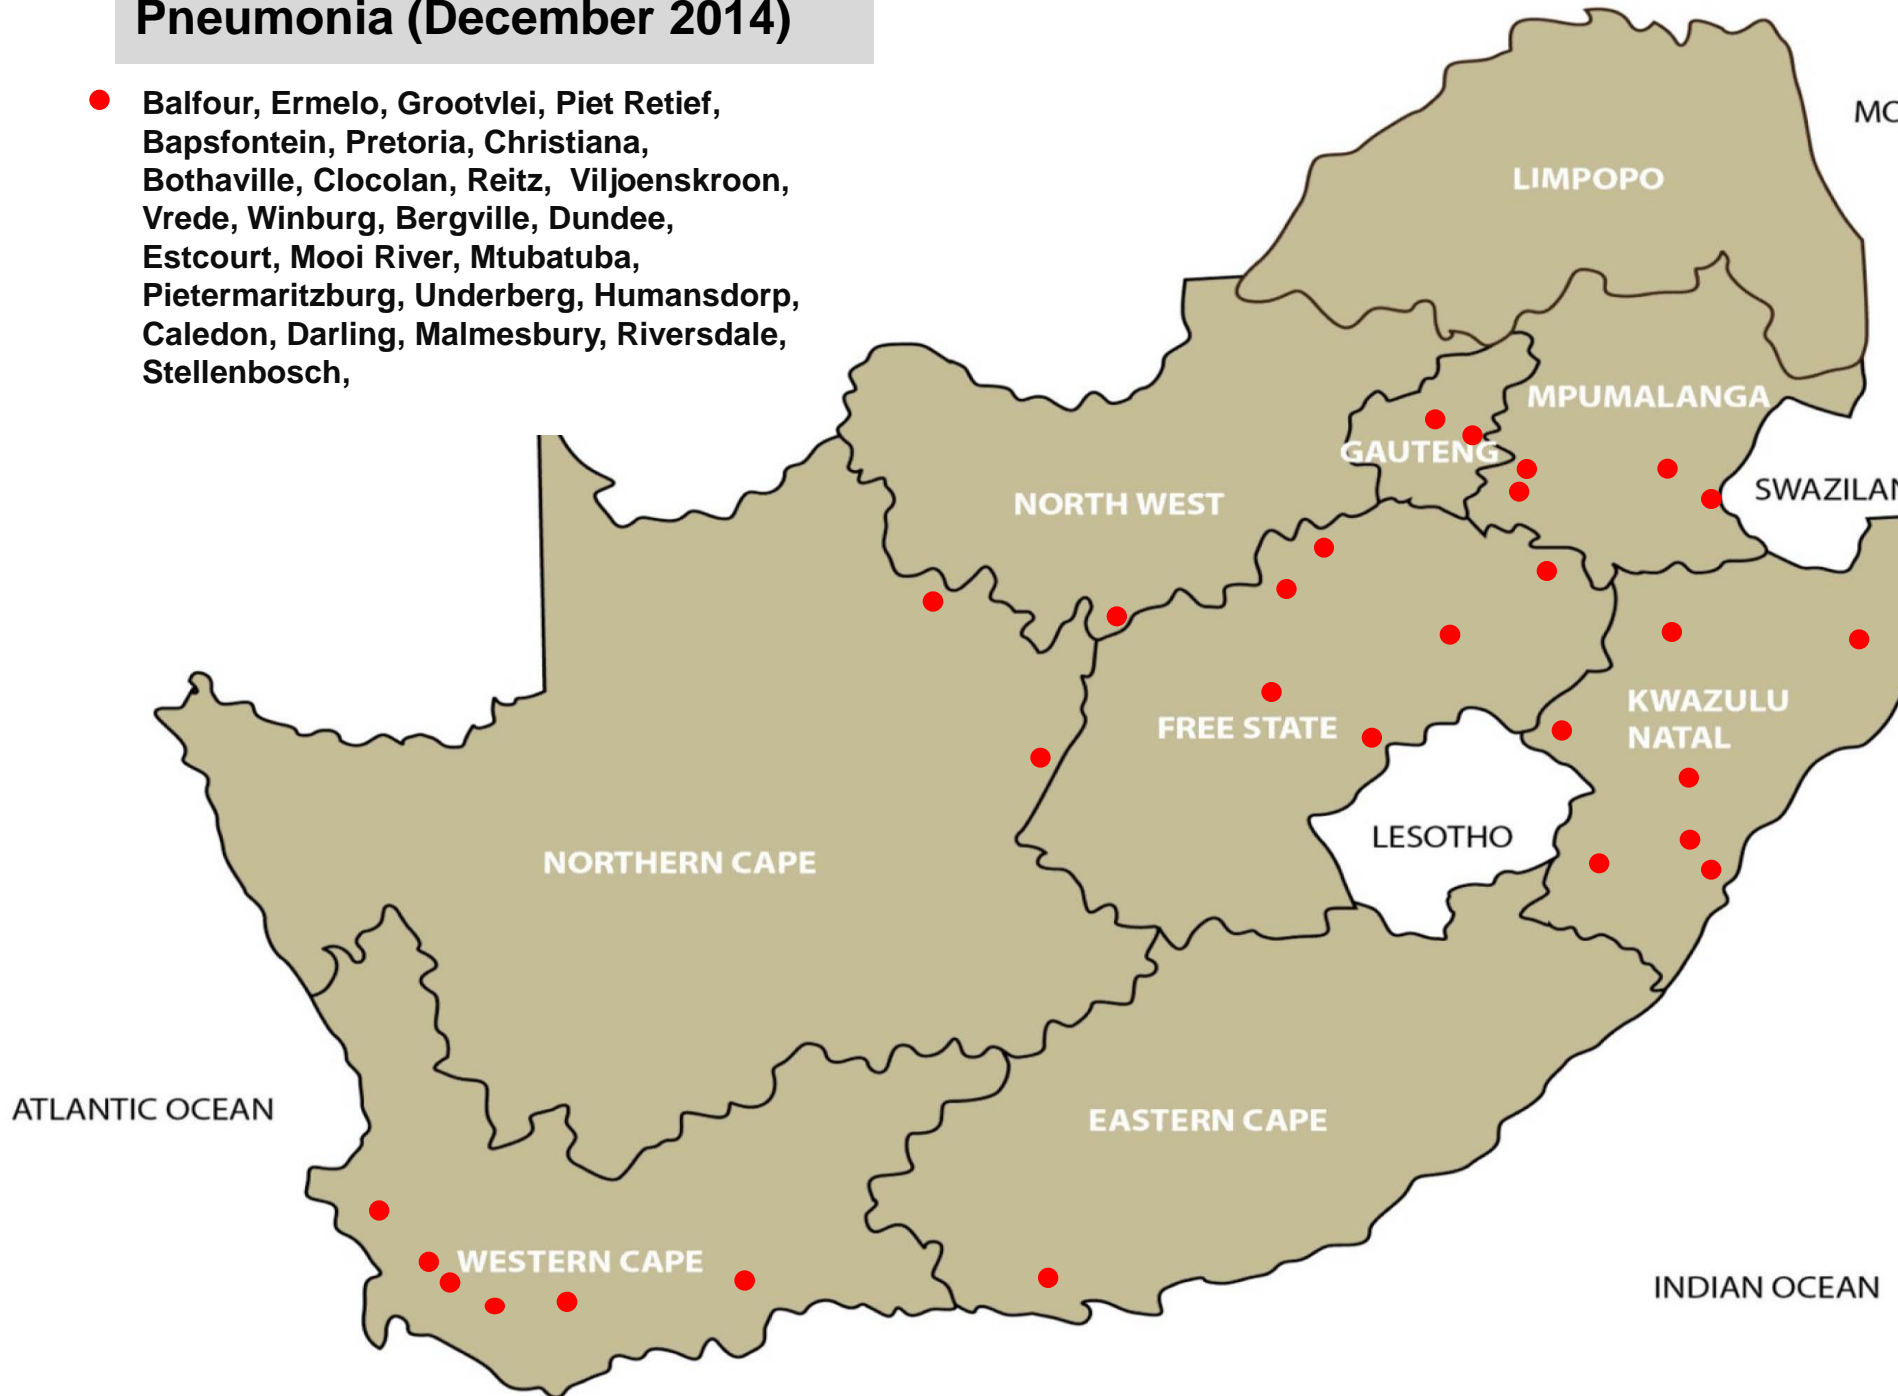 Pneumonia (December 2014)
Balfour, Ermelo, Grootvlei, Piet Retief,
Bapsfontein, Pretoria, Christiana,
Bothaville, Clocolan, Reitz, Viljoenskroon,
Vrede, Winburg, Bergville, Dundee,
Estcourt, Mooi River, Mtubatuba,
Pietermaritzburg, Underberg, Humansdorp,
Caledon, Darling, Malmesbury, Riversdale,
Stellenbosch,
MO
LIMPOPO
MPUMALANGA
GAUTENG
SWAZILAN
NORTH WEST
KWAZULU
NATAL
FREE STATE
LESOTHO
NORTHERN CAPE
ATLANTIC OCEAN
EASTERN CAPE
WESTERN CAPE
INDIAN OCEAN